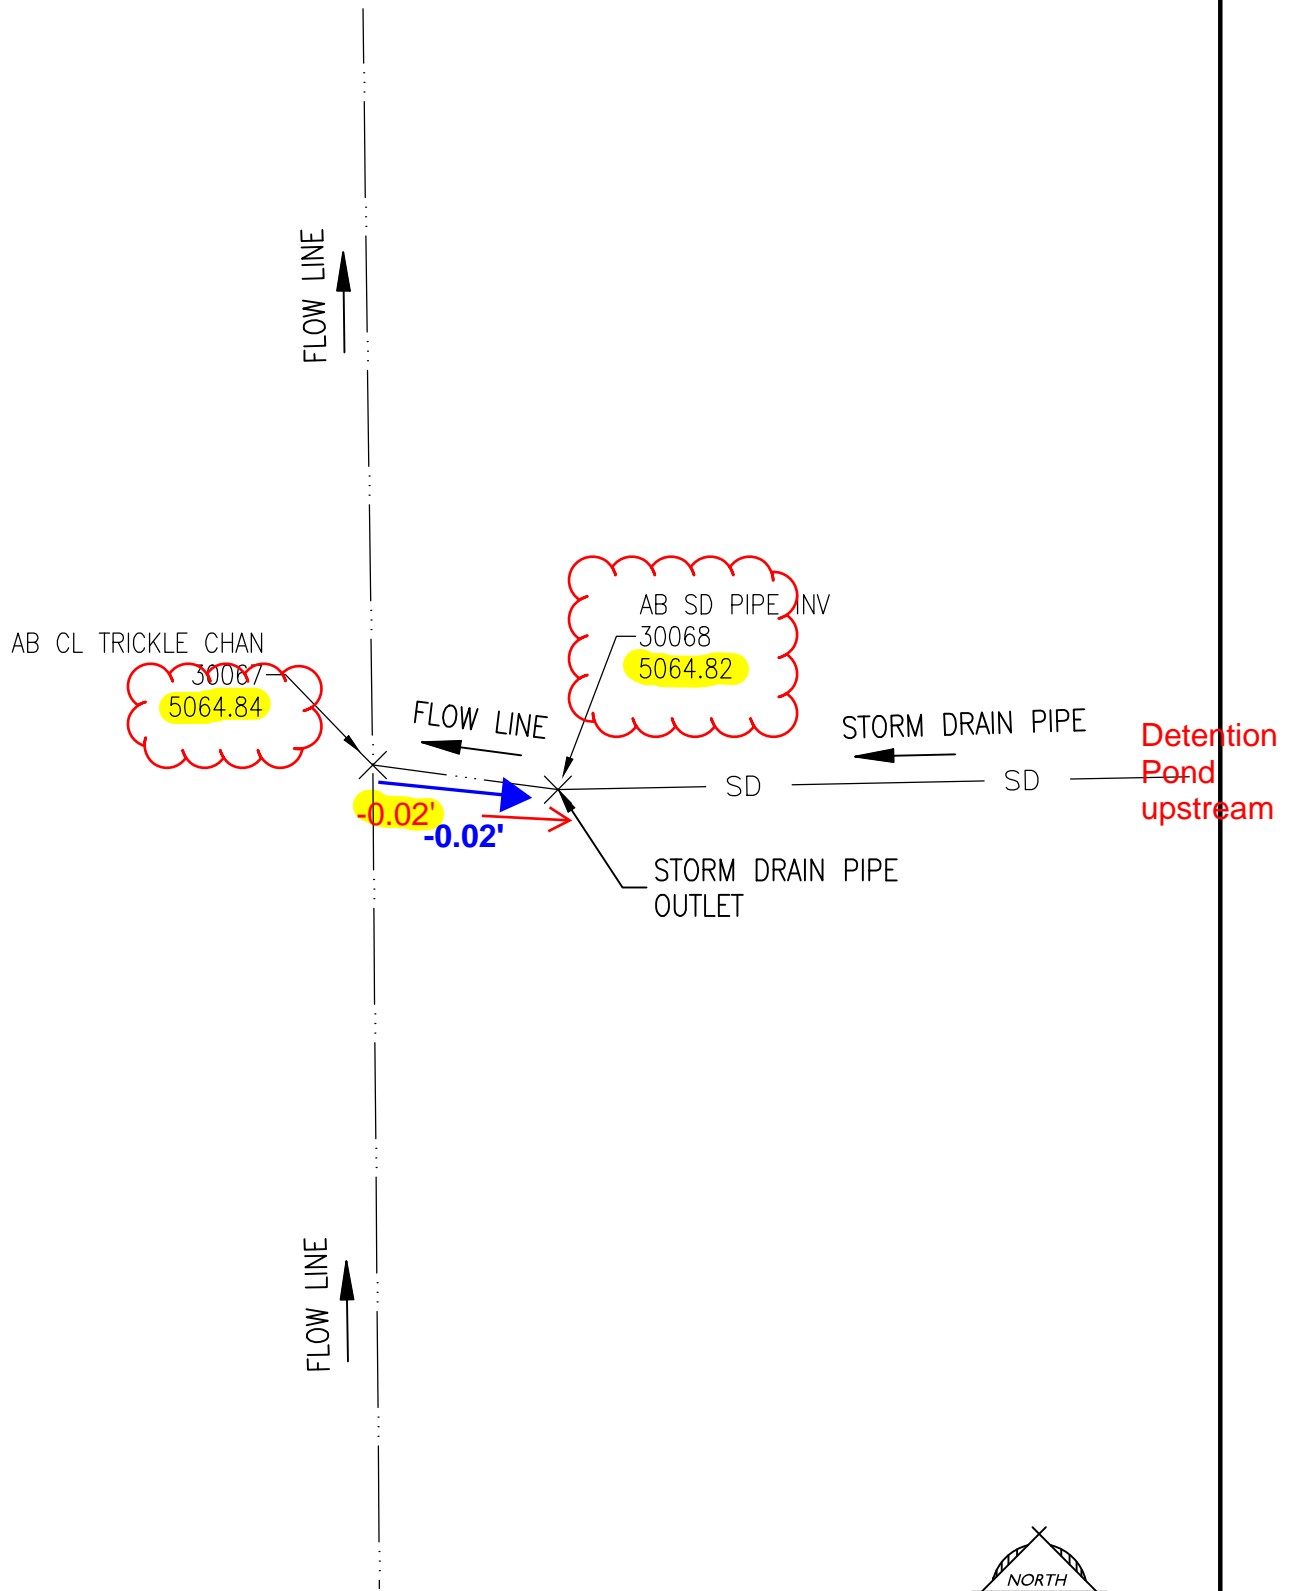 FLOW LINE
AB SD PIPE INV
30068
5064.82
AB CL TRICKLE CHAN
30067
5064.84
FLOW LINE
STORM DRAIN PIPE
Detention
Pond
upstream
SD
SD
-0.02'
-0.02'
STORM DRAIN PIPE
OUTLET
FLOW LINE
NORTH